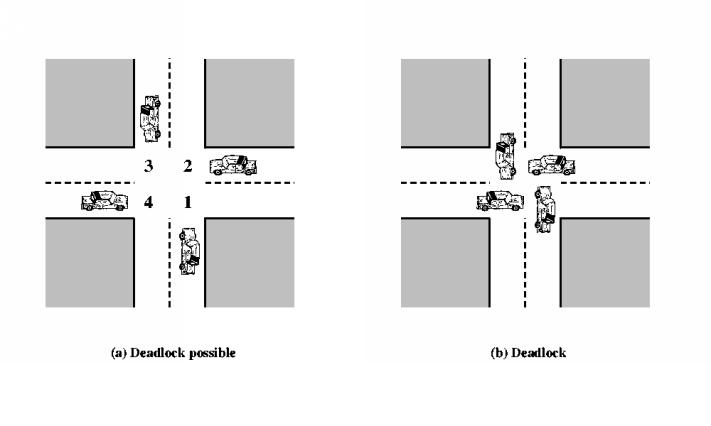 3 2
4 1
(a) Deadlock possible
(b) Deadlock